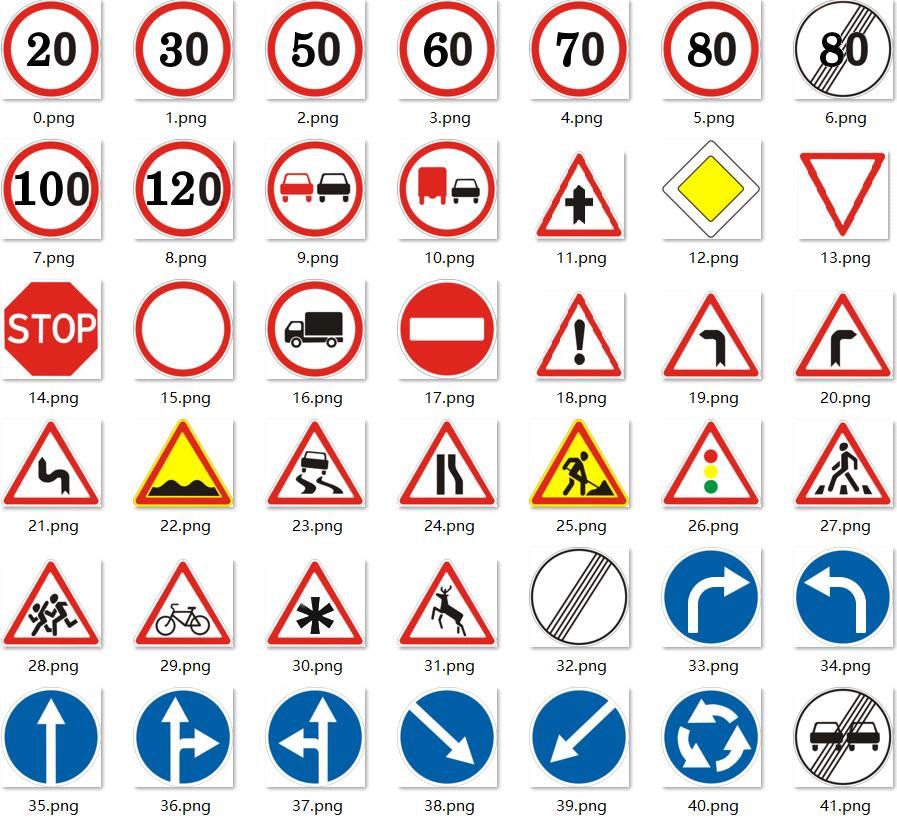 20 30 50 60 70 80 80
0.png 1.png 2.png 3.png 4.png 5.png 6.png
100 120
7.png 8.png 9.png 10.png 11.png 12.png 13.png
STOP
14.png 15.png 16.png 17.png 18.png 19.png 20.png
21.png 22.png 23.png 24.png 25.png 26.png 27.png
28.png 29.png 30.png 31.png 32.png 33.png 34.png
35.png 36.png 37.png 38.png 39.png 40.png 41.png